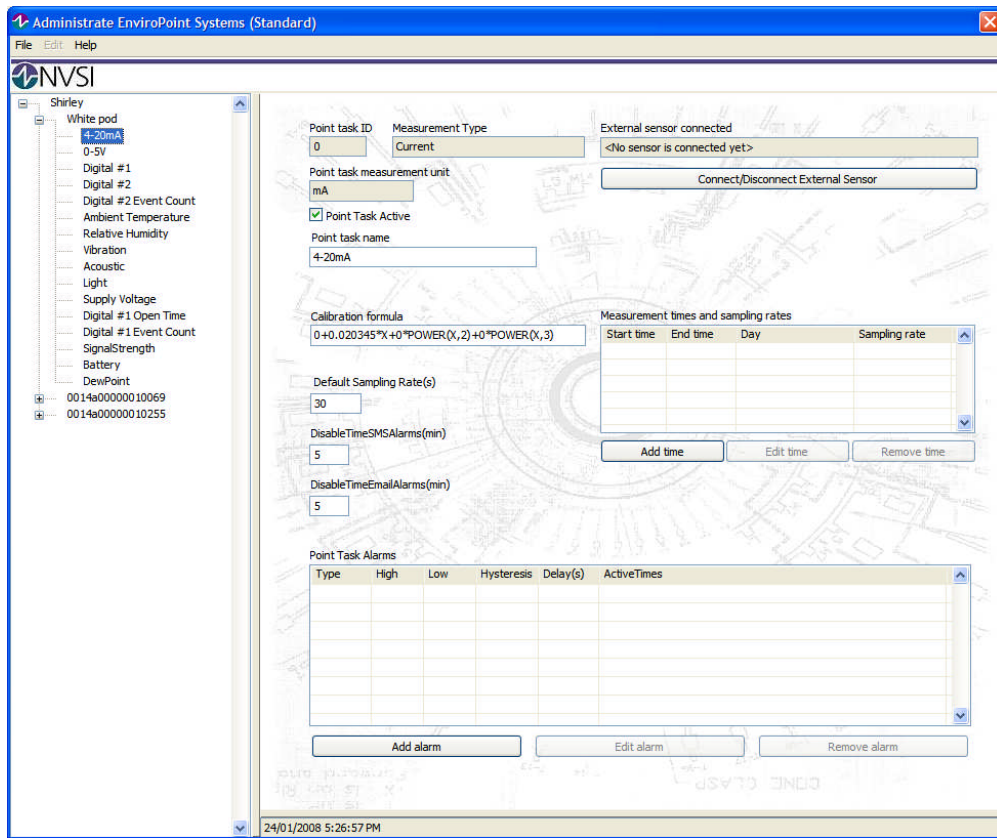 Administrate EnviroPoint Systems (Standard)
File Edit Help
NVSI
Shirley
White pod
4-20mA
0-5V
Digital #1
Digital #2
Digital #2 Event Count
Ambient Temperature
Relative Humidity
Vibration
Acoustic
Light
Supply Voltage
Digital #1 Open Time
Digital #1 Event Count
SignalStrength
Battery
DewPoint
0014a00000010069
0014a00000010255
Point task ID Measurement Type External sensor connected
0 Current <No sensor is connected yet>
Point task measurement unit
mA
Connect/Disconnect External Sensor
Point Task Active
Point task name
4-20mA
Calibration formula
0+0.020345*X+0*POWER(X,2)+0*POWER(X,3)
Measurement times and sampling rates
Start time End time Day Sampling rate
Add time Edit time Remove time
Default Sampling Rate(s)
30
DisableTimeSMSAlarms(min)
5
DisableTimeEmailAlarms(min)
5
Point Task Alarms
Type High Low Hysteresis Delay(s) ActiveTimes
Add alarm Edit alarm Remove alarm
24/01/2008 5:26:57 PM